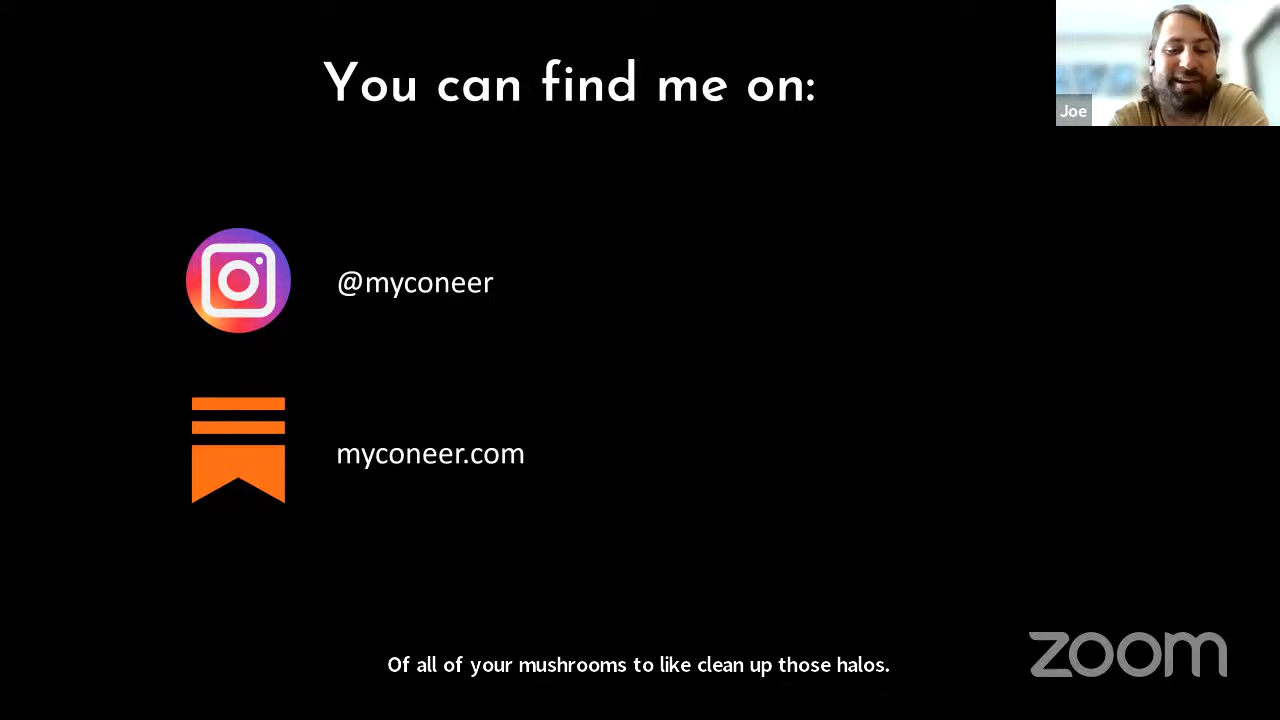 You can find me on:
Joe
@myconeer
myconeer.com
Of all of your mushrooms to like clean up those halos.
zoom